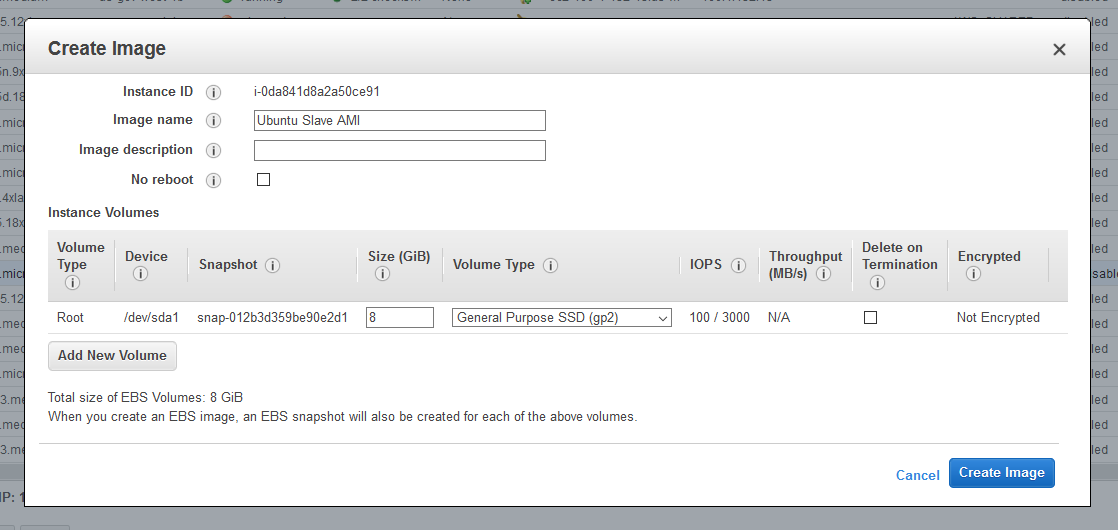 Create Image
Instance ID i-0da841d8a2a50ce91
Image name Ubuntu Slave AMI
Image description
No reboot
Instance Volumes
Volume Type Device Snapshot Size (GiB) Volume Type IOPS Throughput (MB/s) Delete on Termination Encrypted
Root /dev/sda1 snap-012b3d359be90e2d1 8 General Purpose SSD (gp2) 100 / 3000 N/A Not Encrypted
Add New Volume
Total size of EBS Volumes: 8 GiB
When you create an EBS image, an EBS snapshot will also be created for each of the above volumes.
Cancel Create Image